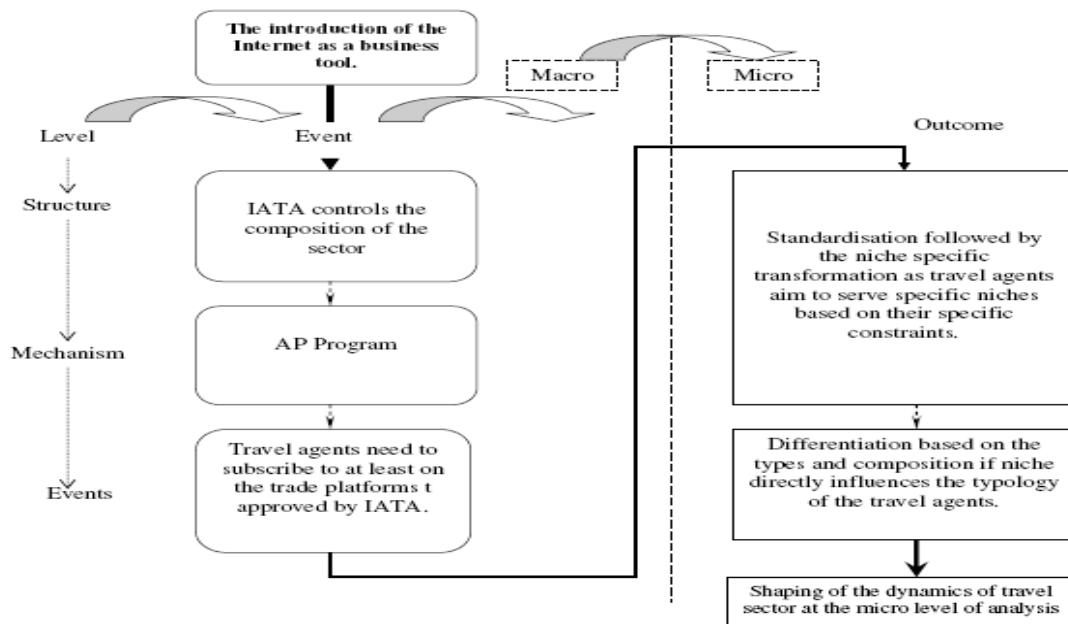 The introduction of the
Internet as a business
tool.
Macro
Micro
Level
Event
Outcome
Structure
IATA controls the
composition of the
sector
Standardisation followed by
the niche specific
transformation as travel agents
aim to serve specific niches
based on their specific
constraints.
Mechanism
AP Program
Travel agents need to
subscribe to at least on
the trade platforms t
approved by IATA.
Events
Differentiation based on the
types and composition if niche
directly influences the typology
of the travel agents.
Shaping of the dynamics of travel
sector at the micro level of analysis